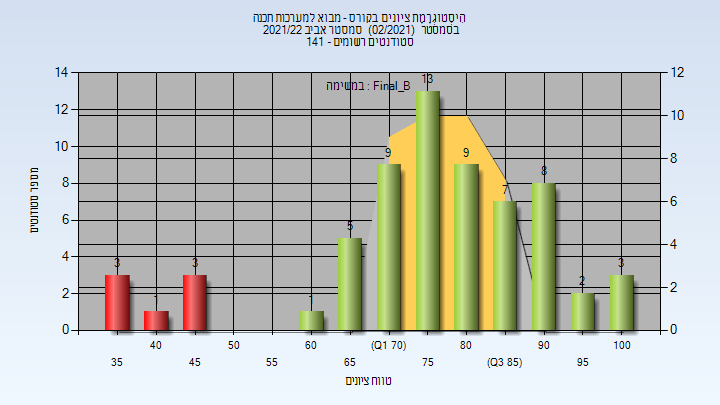 היסטוגרמת ציונים בקורס - מבוא למערכות תכנה
בסמסטר (02/2021) סמסטר אביב 2021/22
סטודנטים רשומים - 141
במשימה : Final_B
14 12 10 8 6 4 2 0
12 10 8 6 4 2 0
מספר סטודנטים
3 1 3 1 5 9 13 9 7 8 2 3
40 50 60 (Q1 70) 80 90 100
35 45 55 65 75 (Q3 85) 95
טווח ציונים